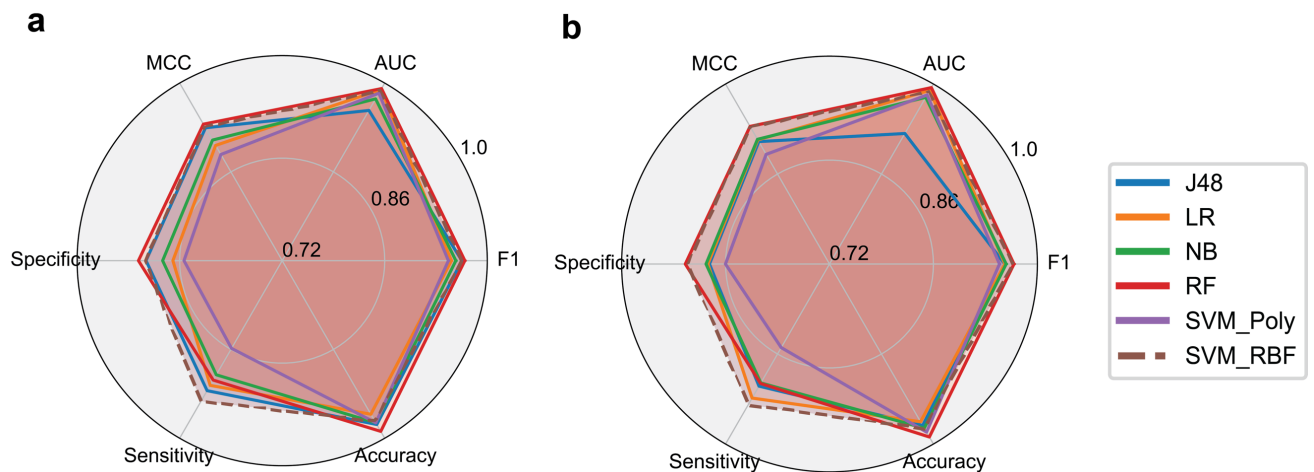 a
MCC
AUC
1.0
0.86
0.72
Specificity
F1
Sensitivity
Accuracy
b
MCC
AUC
1.0
0.86
0.72
Specificity
F1
Sensitivity
Accuracy
J48
LR
NB
RF
SVM_Poly
SVM_RBF